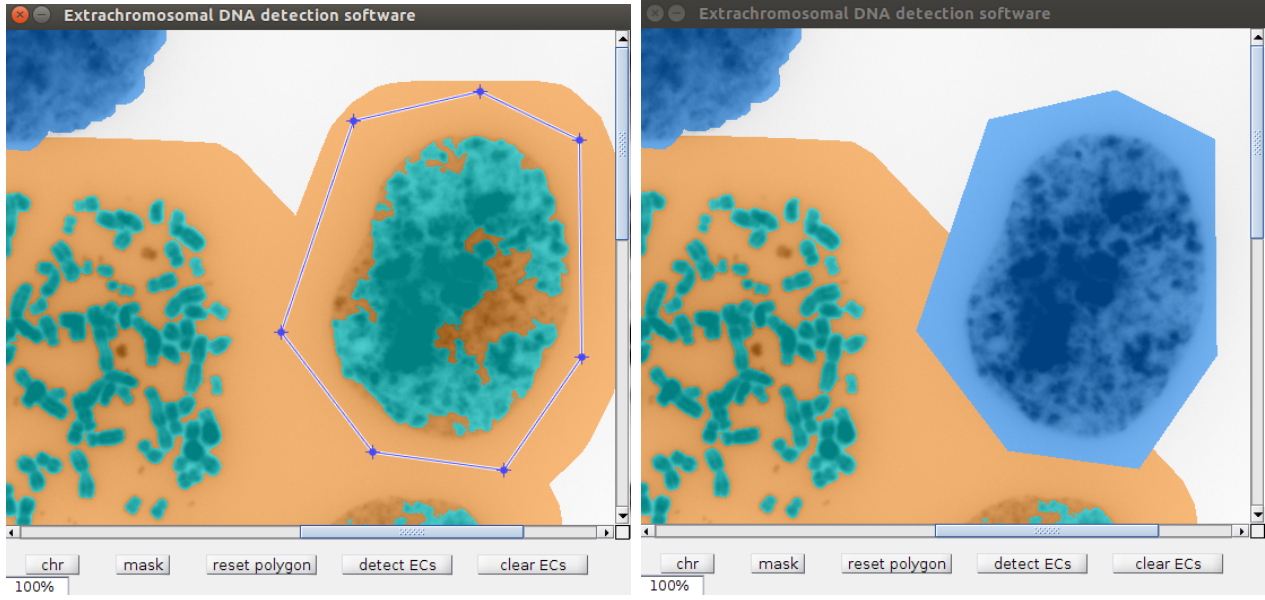 Extrachromosomal DNA detection software
Extrachromosomal DNA detection software
chr mask reset polygon detect ECs clear ECs
chr mask reset polygon detect ECs clear ECs
100%
100%